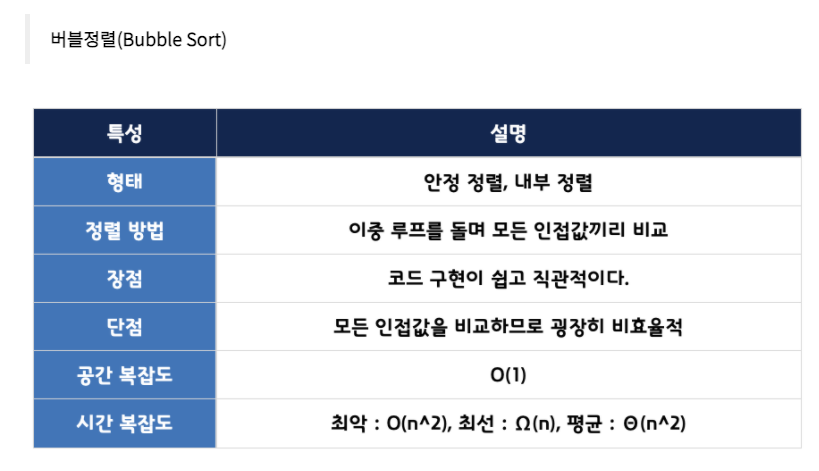 버블정렬(Bubble Sort)
특성 설명
형태 안정 정렬, 내부 정렬
정렬 방법 이중 루프를 돌며 모든 인접값끼리 비교
장점 코드 구현이 쉽고 직관적이다.
단점 모든 인접값을 비교하므로 굉장히 비효율적
공간 복잡도 O(1)
시간 복잡도 최악 : O(n^2), 최선 : Ω(n), 평균 : Θ(n^2)